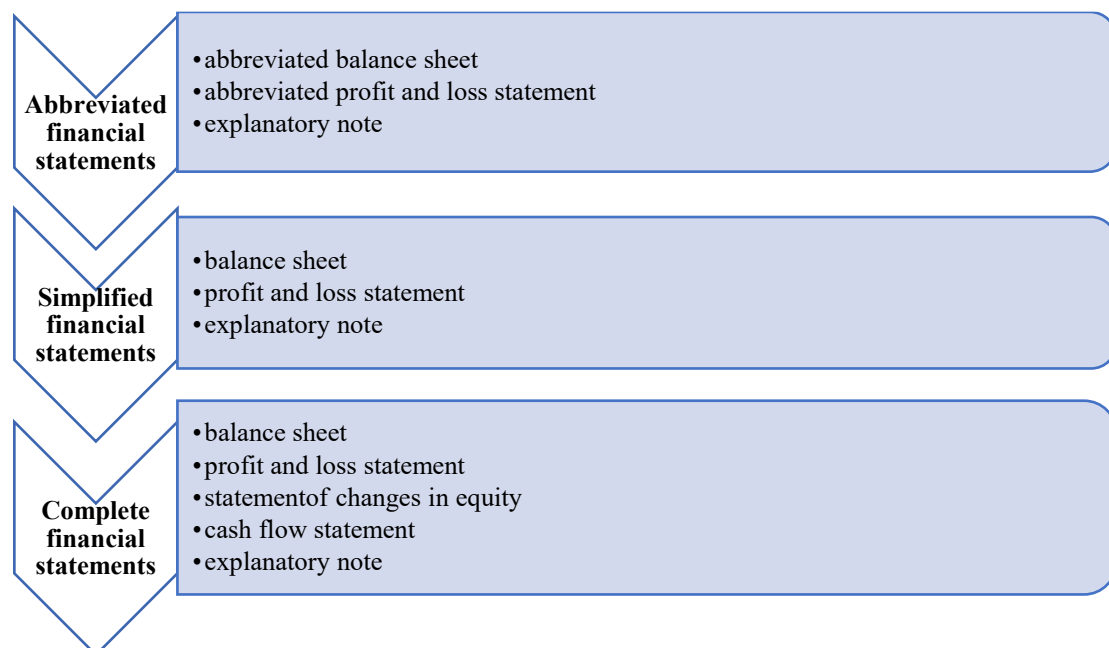 Abbreviated
financial
statements
•abbreviated balance sheet
•abbreviated profit and loss statement
•explanatory note
Simplified
financial
statements
•balance sheet
•profit and loss statement
•explanatory note
Complete
financial
statements
•balance sheet
•profit and loss statement
•statementof changes in equity
•cash flow statement
•explanatory note